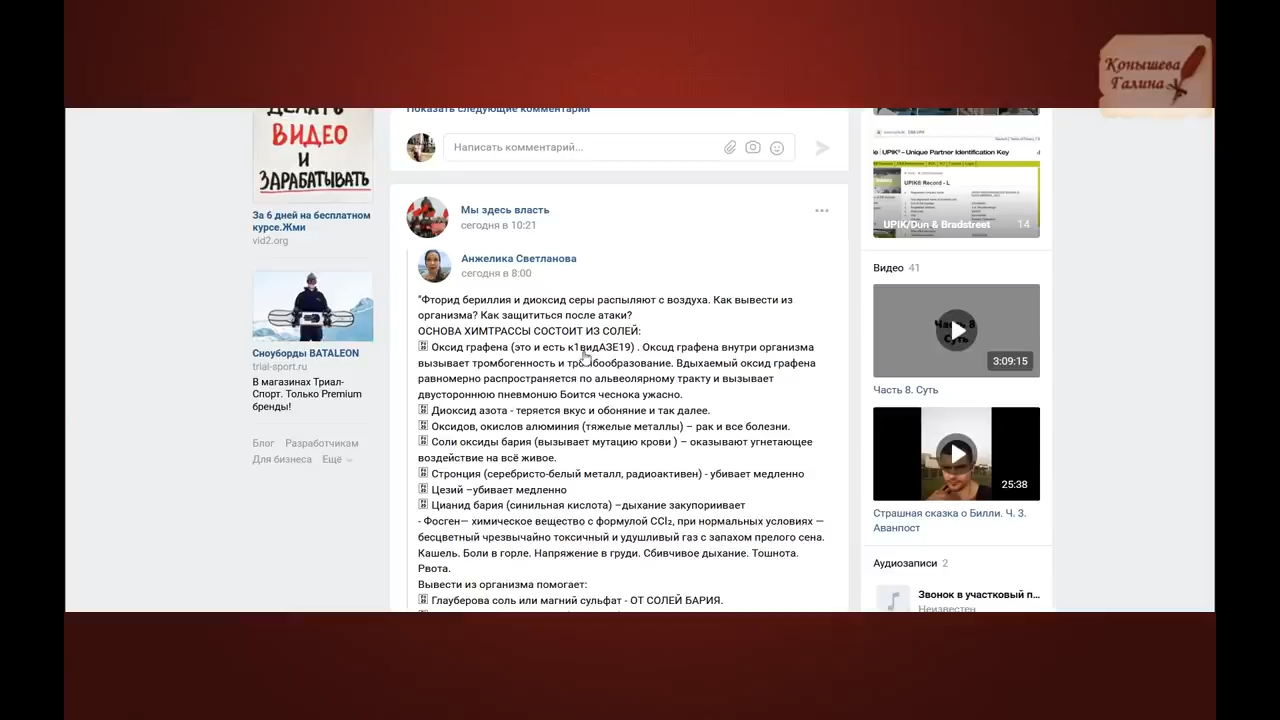 Конышева
Галина
Показать следующие комментарии
ДЕЛАТЬ
ВИДЕО
И
ЗАРАБАТЫВАТЬ
За 6 дней на бесплатном
курсе.Жми
vid2.org
Сноуборды BATALEON
trial-sport.ru
В магазинах Триал-
Спорт. Только Premium
бренды!
Блог Разработчикам
Для бизнеса Ещё
Написать комментарий...
Мы здесь власть
сегодня в 10:21
Анжелика Светланова
сегодня в 8:00
"Фторид бериллия и диоксид серы распыляют с воздуха. Как вывести из
организма? Как защититься после атаки?
ОСНОВА ХИМТРАССЫ СОСТОИТ ИЗ СОЛЕЙ:
Оксид графена (это и есть к1видАЗЕ19) . Оксид графена внутри организма
вызывает тромбогенность и тромбообразование. Вдыхаемый оксид графена
равномерно распространяется по альвеолярному тракту и вызывает
двустороннюю пневмонию Боится чеснока ужасно.
Диоксид азота - теряется вкус и обоняние и так далее.
Оксидов, окислов алюминия (тяжелые металлы) – рак и все болезни.
Соли оксиды бария (вызывает мутацию крови ) – оказывают угнетающее
воздействие на всё живое.
Стронция (серебристо-белый металл, радиоактивен) - убивает медленно
Цезий –убивает медленно
Цианид бария (синильная кислота) –дыхание закупоривает
- Фосген— химическое вещество с формулой CCl₂, при нормальных условиях —
бесцветный чрезвычайно токсичный и удушливый газ с запахом прелого сена.
Кашель. Боли в горле. Напряжение в груди. Сбивчивое дыхание. Тошнота.
Рвота.
Вывести из организма помогает:
Глауберова соль или магний сульфат - ОТ СОЛЕЙ БАРИЯ.
UPIK® - Unique Partner Identification Key
UPIK® Record - L
UPIK/Dun & Bradstreet 14
Видео 41
Часть 8
Суть
3:09:15
Часть 8. Суть
25:38
Страшная сказка о Билли. Ч. 3.
Аванпост
Аудиозаписи 2
Звонок в участковый п...
Неизвестен